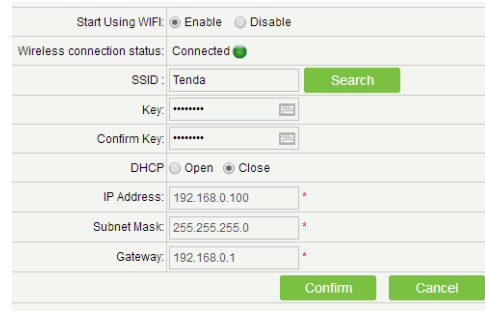 Start Using WIFI: Enable Disable
Wireless connection status: Connected
SSID : Tenda Search
Key: ••••••••
Confirm Key: ••••••••
DHCP Open Close
IP Address: 192.168.0.100 *
Subnet Mask: 255.255.255.0 *
Gateway: 192.168.0.1 *
Confirm Cancel